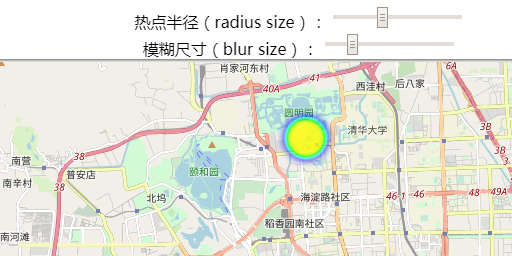 热点半径（radius size）：
模糊尺寸（blur size）：
肖家河东村
6A
40A
41
西洼村
后八家
圆明园
清华大学
3B
3B
南营
38
普安店
颐和园
南辛村
38
北坞
海淀路社区
46-1
46
48
49A
稻香园南社区
南河滩